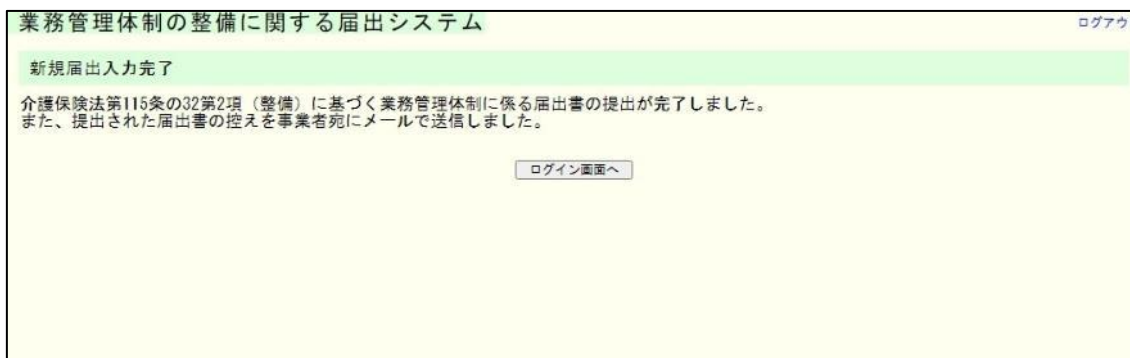 業務管理体制の整備に関する届出システム
ログアウ
新規届出入力完了
介護保険法第115条の32第2項（整備）に基づく業務管理体制に係る届出書の提出が完了しました。
また、提出された届出書の控えを事業者宛にメールで送信しました。
ログイン画面へ